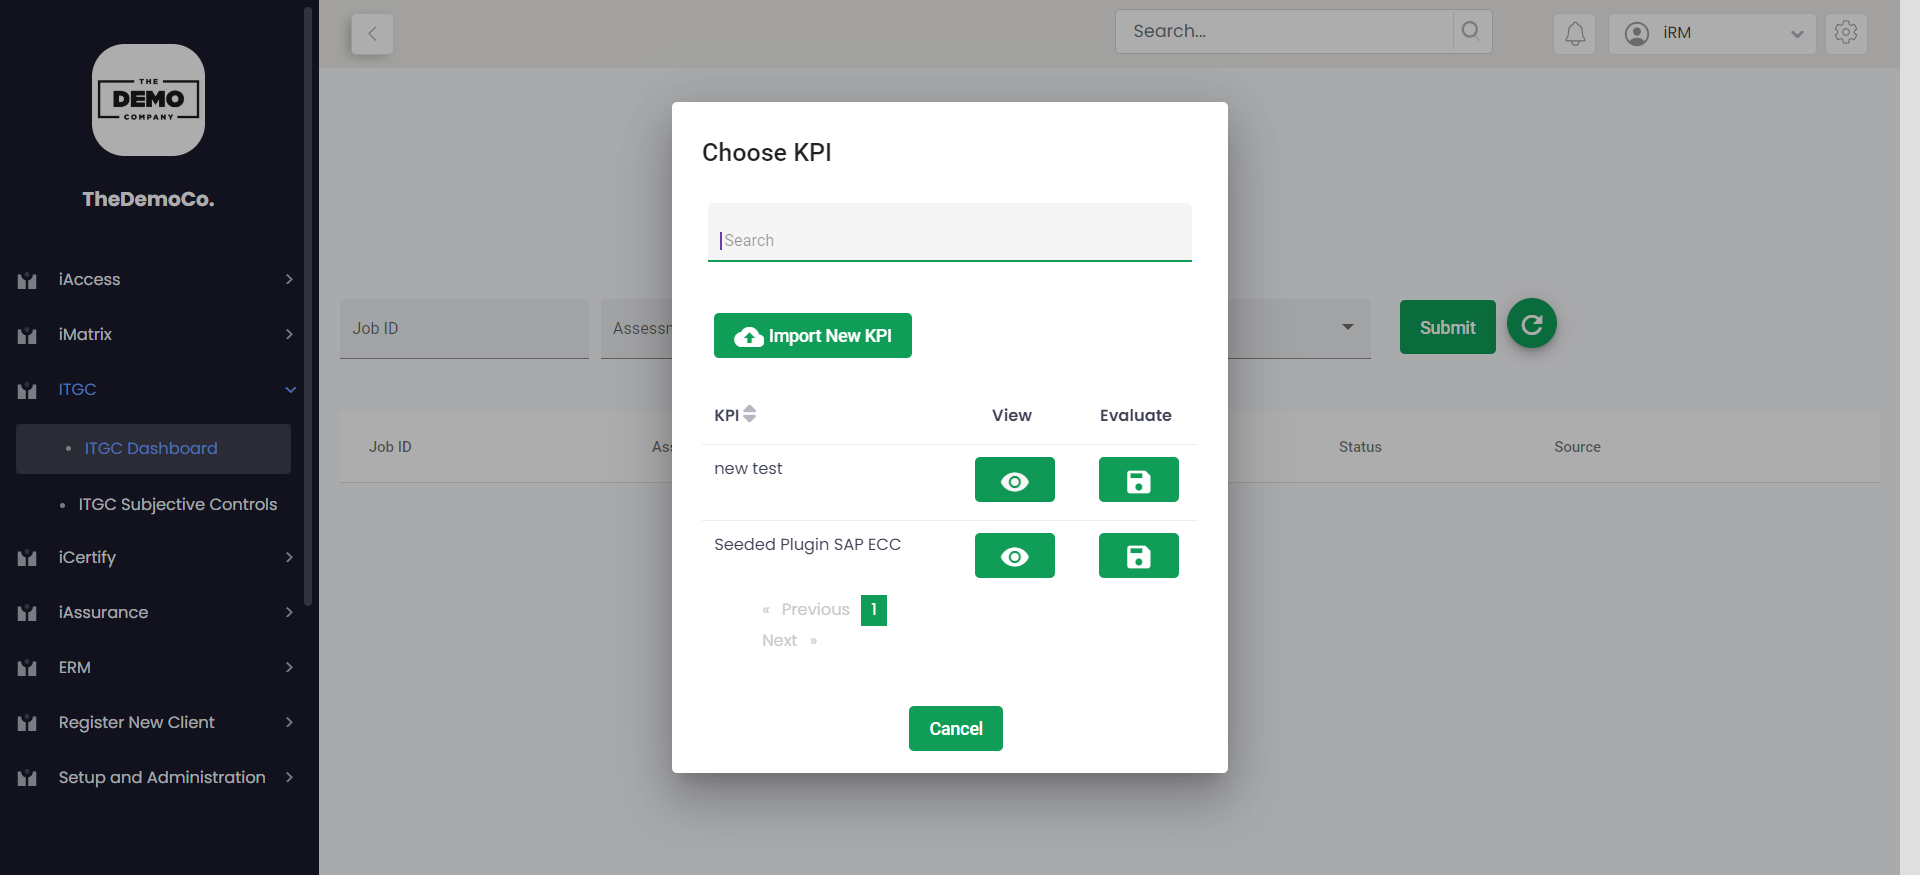 THE
DEMO
COMPANY
TheDemoCo.
iAccess
iMatrix
ITGC
• ITGC Dashboard
• ITGC Subjective Controls
iCertify
iAssurance
ERM
Register New Client
Setup and Administration
Search...
iRM
Job ID
Submit
Job ID
Status
Source
Choose KPI
Search
Import New KPI
KPI View Evaluate
new test
Seeded Plugin SAP ECC
« Previous 1
Next »
Cancel